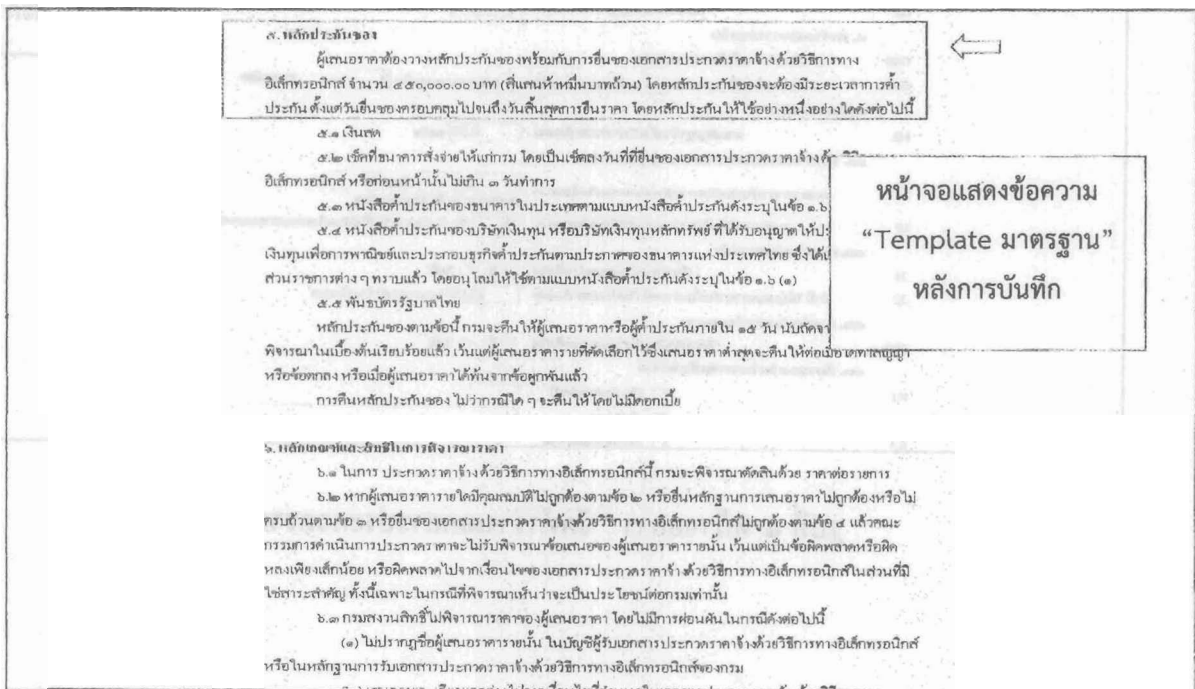 ๕. หลักประกันซอง
ผู้เสนอราคาต้องวางหลักประกันซองพร้อมกับการยื่นซองเอกสารประกวดราคาจ้างด้วยวิธีการทาง
อิเล็กทรอนิกส์ จำนวน ๔๕๐,๐๐๐.๐๐ บาท (สี่แสนห้าหมื่นบาทถ้วน) โดยหลักประกันซองจะต้องมีระยะเวลาการค้ำ
ประกัน ตั้งแต่วันยื่นซองครอบคลุมไปจนถึงวันสิ้นสุดการยืนราคา โดยหลักประกันให้ใช้อย่างหนึ่งอย่างใดดังต่อไปนี้
๕.๑ เงินสด
๕.๒ เช็คที่ธนาคารสั่งจ่ายให้แก่กรม โดยเป็นเช็คลงวันที่ที่ยื่นซองเอกสารประกวดราคาจ้าง
อิเล็กทรอนิกส์ หรือก่อนหน้านั้นไม่เกิน ๓ วันทำการ
๕.๓ หนังสือค้ำประกันของธนาคารในประเทศตามแบบหนังสือค้ำประกันดังระบุในข้อ ๑.๖
๕.๔ หนังสือค้ำประกันของบริษัทเงินทุน หรือบริษัทเงินทุนหลักทรัพย์ ที่ได้รับอนุญาตให้
เงินทุนเพื่อการพาณิชย์และประกอบธุรกิจค้ำประกันตามประกาศของธนาคารแห่งประเทศไทย ซึ่งได้
ส่วนราชการต่าง ๆ ทราบแล้ว โดยอนุโลมให้ใช้ตามแบบหนังสือค้ำประกันดังระบุในข้อ ๑.๖ (๑)
๕.๕ พันธบัตรรัฐบาลไทย
หลักประกันซองตามข้อนี้ กรมจะคืนให้ผู้เสนอราคาหรือผู้ค้ำประกันภายใน ๑๕ วัน นับถัดจา
พิจารณาในเบื้องต้นเรียบร้อยแล้ว เว้นแต่ผู้เสนอราคารายที่คัดเลือกไว้ซึ่งเสนอราคาต่ำสุดจะคืนให้ต่อเมื่อได้ทำสัญญา
หรือข้อตกลง หรือเมื่อผู้เสนอราคาได้พ้นจากข้อผูกพันแล้ว
การคืนหลักประกันซอง ไม่ว่ากรณีใด ๆ จะคืนให้โดยไม่มีดอกเบี้ย
หน้าจอแสดงข้อความ
“Template มาตรฐาน”
หลังการบันทึก
๖. หลักเกณฑ์และสิทธิในการพิจารณาราคา
๖.๑ ในการ ประกวดราคาจ้างด้วยวิธีการทางอิเล็กทรอนิกส์นี้ กรมจะพิจารณาตัดสินด้วย ราคาต่อรายการ
๖.๒ หากผู้เสนอราคารายใดมีคุณสมบัติไม่ถูกต้องตามข้อ ๒ หรือยื่นหลักฐานการเสนอราคาไม่ถูกต้องหรือไม่
ครบถ้วนตามข้อ ๓ หรือยื่นซองเอกสารประกวดราคาจ้างด้วยวิธีการทางอิเล็กทรอนิกส์ไม่ถูกต้องตามข้อ ๔ แล้วคณะ
กรรมการดำเนินการประกวดราคาจะไม่รับพิจารณาข้อเสนอของผู้เสนอราคารายนั้น เว้นแต่เป็นข้อผิดพลาดหรือผิด
หลงเพียงเล็กน้อย หรือผิดพลาดไปจากเงื่อนไขของเอกสารประกวดราคาจ้างด้วยวิธีการทางอิเล็กทรอนิกส์ในส่วนที่มิ
ใช่สาระสำคัญ ทั้งนี้เฉพาะในกรณีที่พิจารณาเห็นว่าจะเป็นประโยชน์ต่อกรมเท่านั้น
๖.๓ กรมสงวนสิทธิ์ไม่พิจารณาราคาของผู้เสนอราคา โดยไม่มีการผ่อนผันในกรณีดังต่อไปนี้
(๑) ไม่ปรากฏชื่อผู้เสนอราคารายนั้น ในบัญชีผู้รับเอกสารประกวดราคาจ้างด้วยวิธีการทางอิเล็กทรอนิกส์
หรือในหลักฐานการรับเอกสารประกวดราคาจ้างด้วยวิธีการทางอิเล็กทรอนิกส์ของกรม